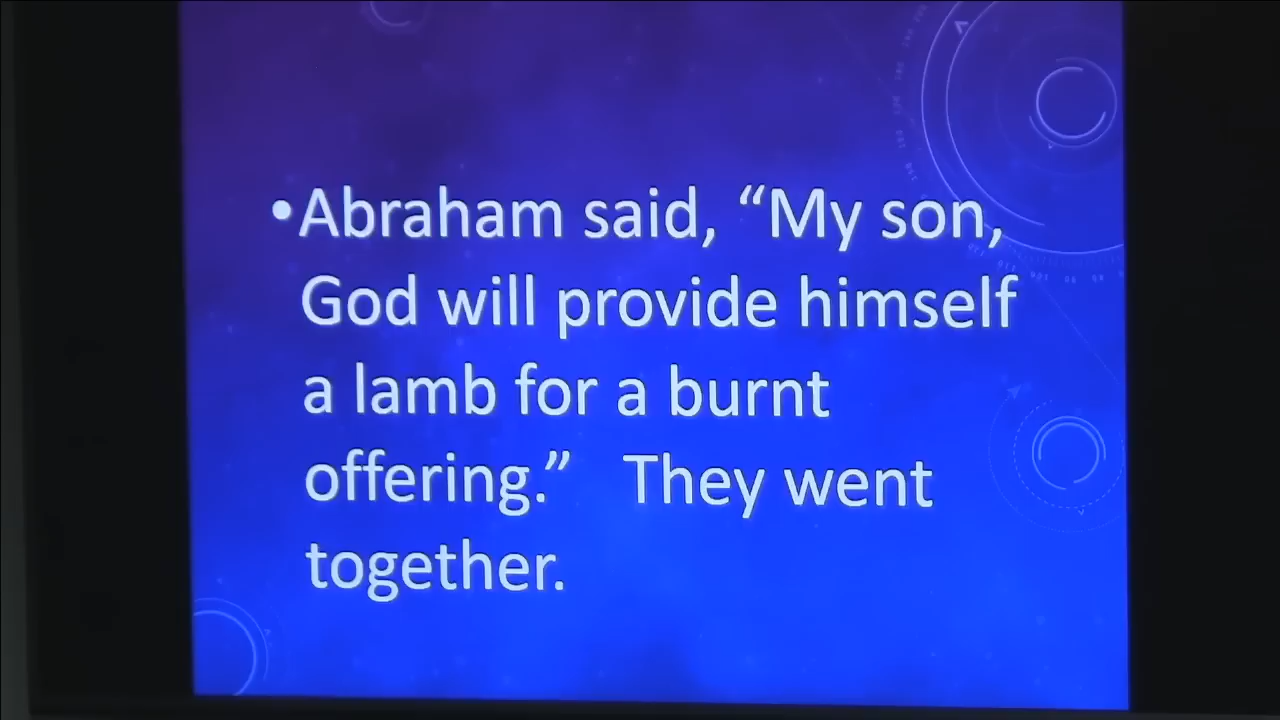 •Abraham said, “My son,
God will provide himself
a lamb for a burnt
offering.”   They went
together.